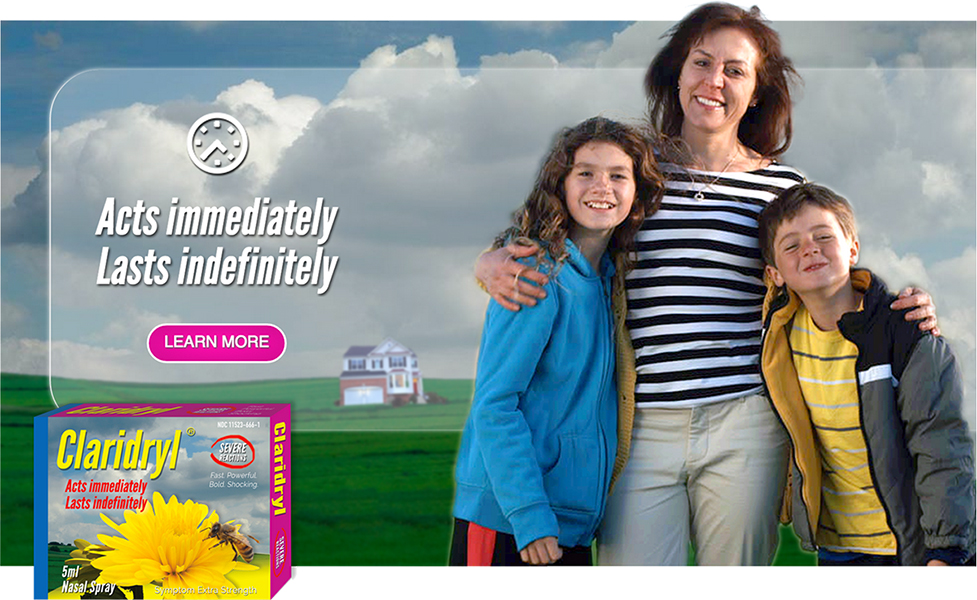 Acts immediately
Lasts indefinitely
LEARN MORE
Claridryl®
NDC 11523-666-1
SEVERE
REACTIONS
Fast. Powerful
Bold. Shocking
Acts immediately
Lasts indefinitely
5ml
Nasal Spray
Symptom Extra Strength
Claridryl
Claridryl